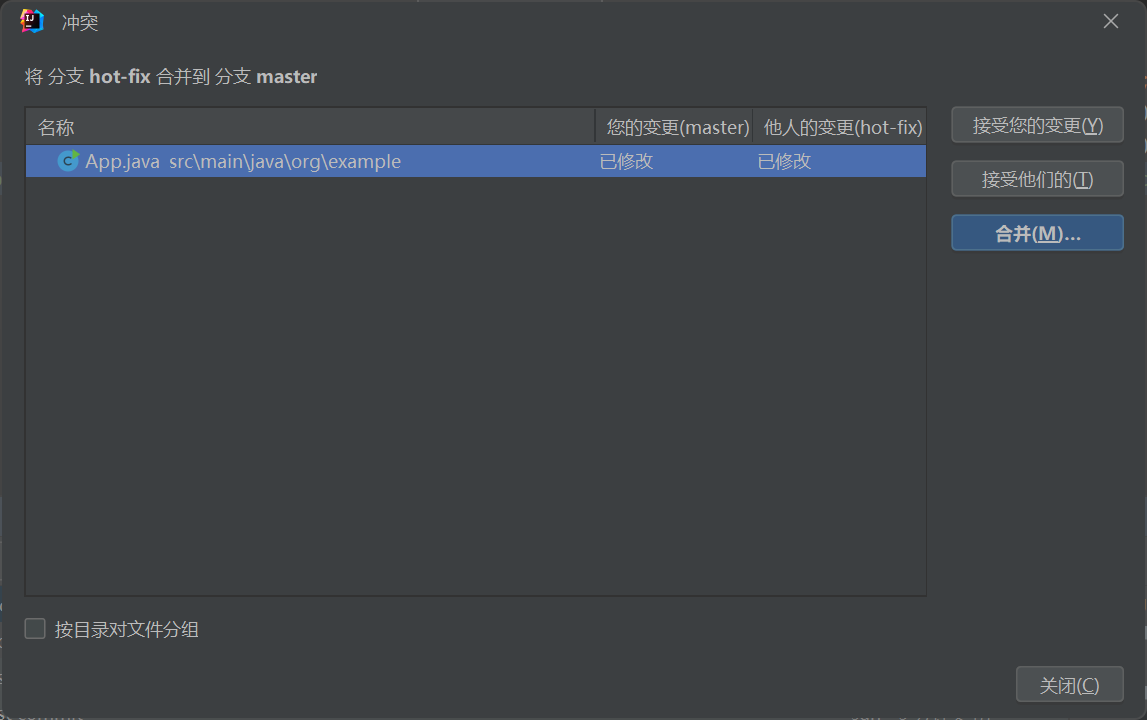 冲突
将 分支 hot-fix 合并到 分支 master
名称 您的变更(master) 他人的变更(hot-fix) 接受您的变更(Y)
App.java src\main\java\org\example 已修改 已修改
接受他们的(T)
合并(M)...
按目录对文件分组
关闭(C)